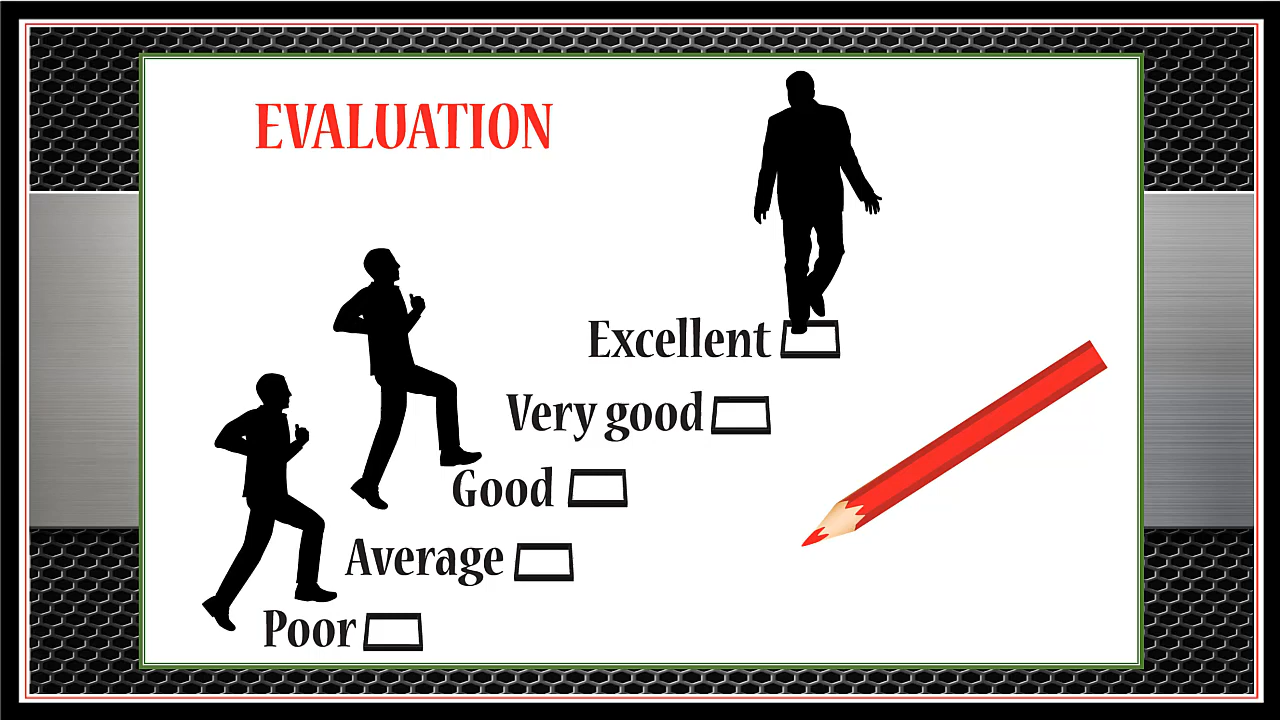 EVALUATION
Excellent
Very good
Good
Average
Poor